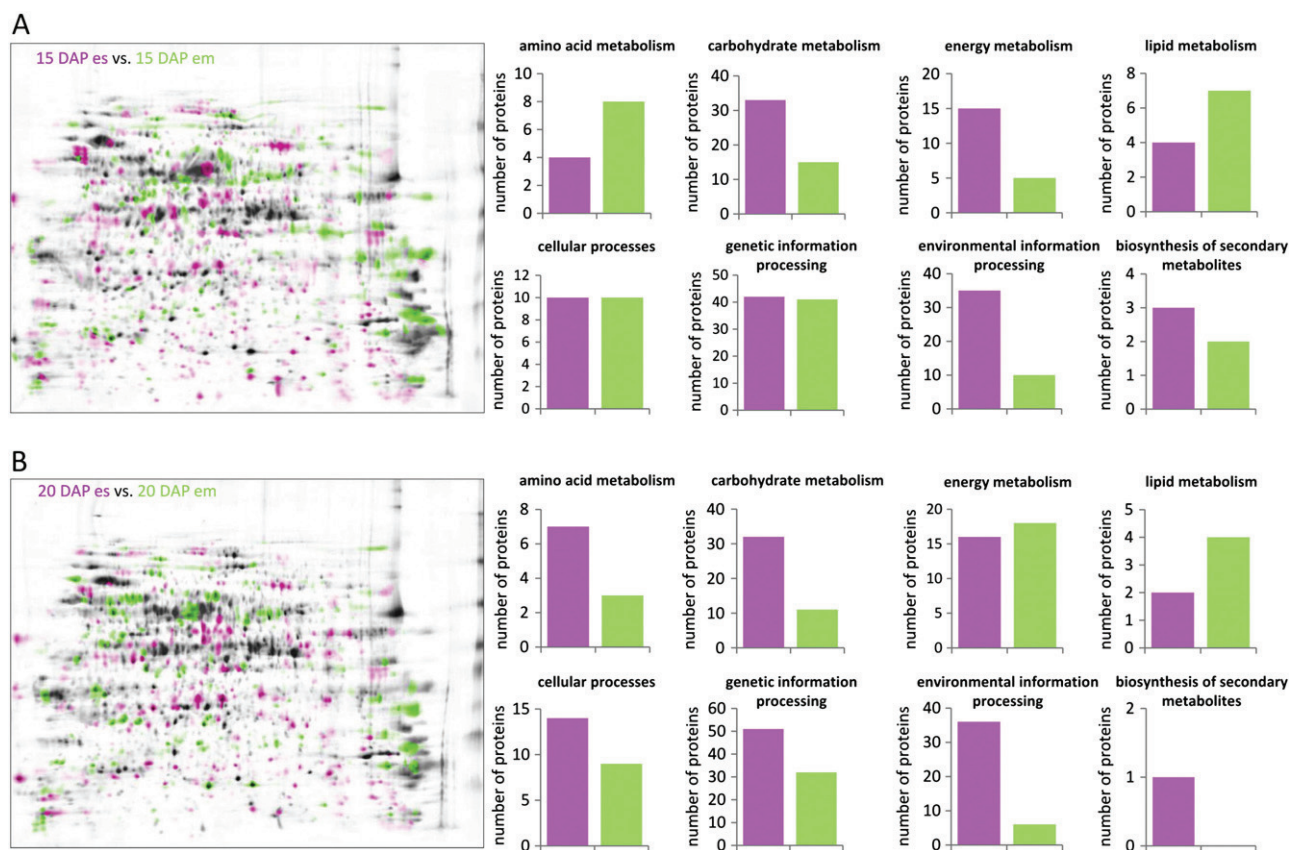 A
15 DAP es vs. 15 DAP em
amino acid metabolism
number of proteins
10
8
6
4
2
0
carbohydrate metabolism
number of proteins
40
30
20
10
0
energy metabolism
number of proteins
20
15
10
5
0
lipid metabolism
number of proteins
8
6
4
2
0
cellular processes
number of proteins
12
10
8
6
4
2
0
genetic information
processing
number of proteins
50
40
30
20
10
0
environmental information
processing
number of proteins
40
30
20
10
0
biosynthesis of secondary
metabolites
number of proteins
4
3
2
1
0
B
20 DAP es vs. 20 DAP em
amino acid metabolism
number of proteins
8
6
4
2
0
carbohydrate metabolism
number of proteins
40
30
20
10
0
energy metabolism
number of proteins
20
15
10
5
0
lipid metabolism
number of proteins
5
4
3
2
1
0
cellular processes
number of proteins
15
10
5
0
genetic information
processing
number of proteins
60
50
40
30
20
10
0
environmental information
processing
number of proteins
40
30
20
10
0
biosynthesis of secondary
metabolites
number of proteins
2
1
0